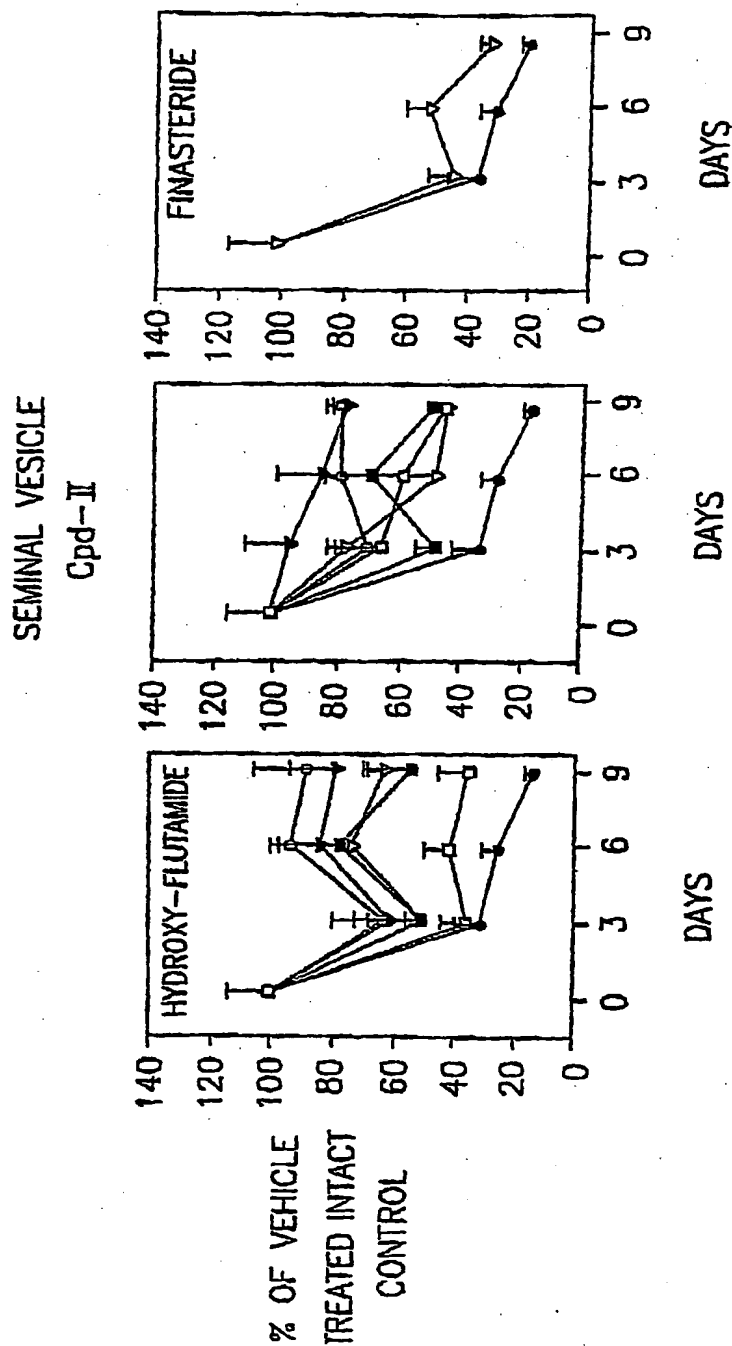 SEMINAL VESICLE
Cpd-II
% OF VEHICLE
TREATED INTACT
CONTROL
HYDROXY-FLUTAMIDE
140
120
100
80
60
40
20
0
0 3 6 9
DAYS
140
120
100
80
60
40
20
0
0 3 6 9
DAYS
FINASTERIDE
140
120
100
80
60
40
20
0
0 3 6 9
DAYS